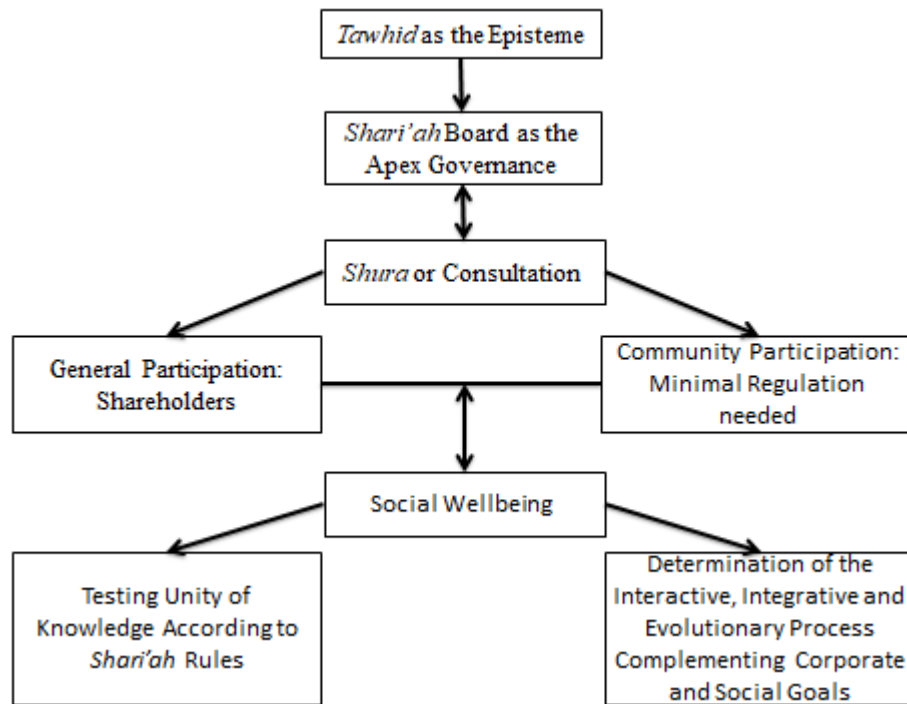 Tawhid as the Episteme
Shari'ah Board as the
Apex Governance
Shura or Consultation
General Participation:
Shareholders
Community Participation:
Minimal Regulation
needed
Social Wellbeing
Testing Unity of
Knowledge According to
Shari'ah Rules
Determination of the
Interactive, Integrative and
Evolutionary Process
Complementing Corporate
and Social Goals